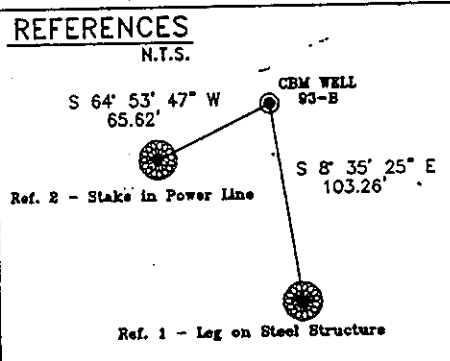 REFERENCES
N.T.S.
CBM WELL
93-B
S 64° 53' 47" W
65.62'
S 8° 35' 25" E
103.26'
Ref. 2 - Stake in Power Line
Ref. 1 - Leg on Steel Structure